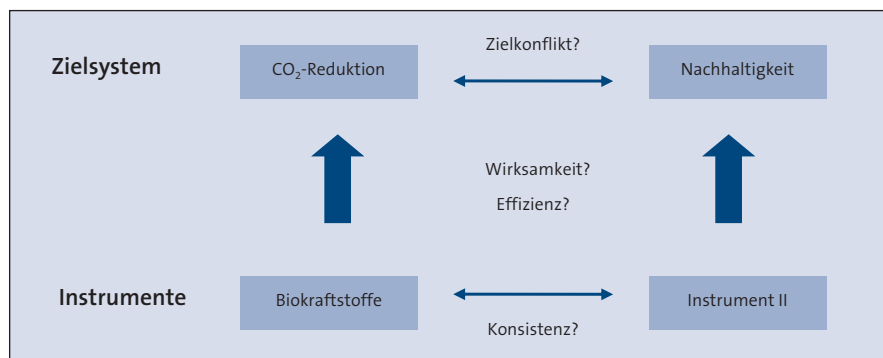 Zielkonflikt?
Zielsystem
CO₂-Reduktion
Nachhaltigkeit
Wirksamkeit?
Effizienz?
Instrumente
Biokraftstoffe
Instrument II
Konsistenz?